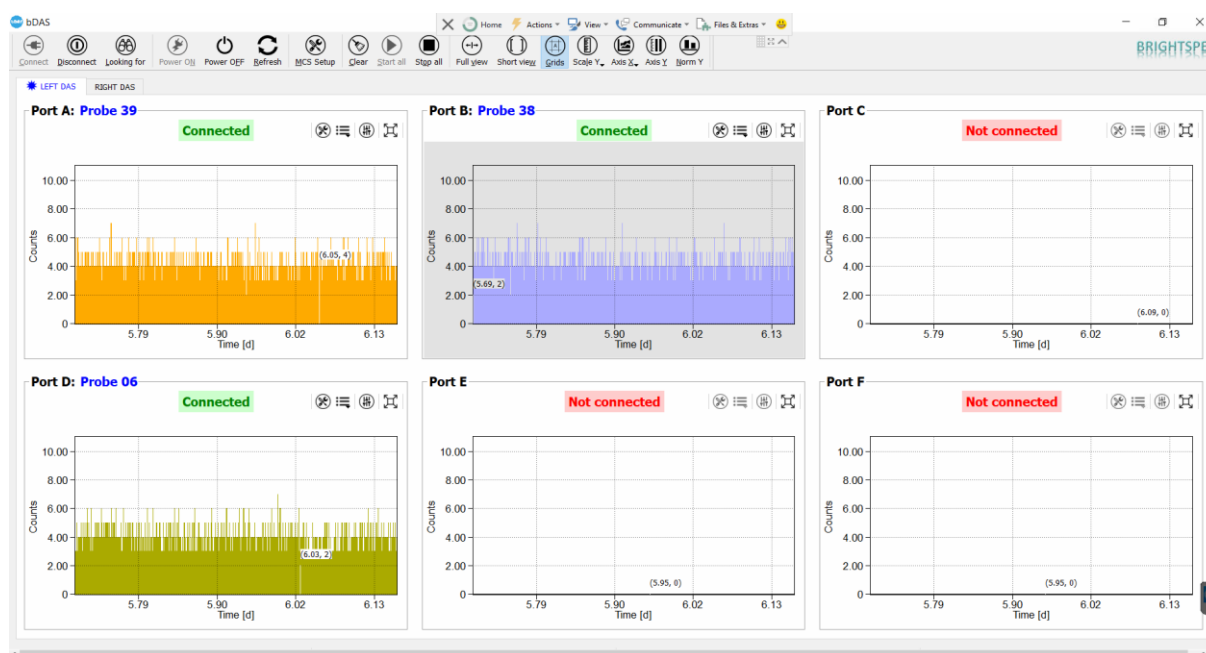 bDAS
Home Actions View Communicate Files & Extras
Connect Disconnect Looking for Power ON Power OFF Refresh MCS Setup Clear Start all Stop all Full view Short view Grids Scale Y Axis X Axis Y Norm Y
BRIGHTSPE
LEFT DAS RIGHT DAS
Port A: Probe 39
Connected
10.00
8.00
6.00
4.00
2.00
0
Counts
(6.05, 4)
5.79 5.90 6.02 6.13
Time [d]
Port B: Probe 38
Connected
10.00
8.00
6.00
4.00
2.00
0
Counts
(5.69, 2)
5.79 5.90 6.02 6.13
Time [d]
Port C
Not connected
10.00
8.00
6.00
4.00
2.00
0
Counts
(6.09, 0)
5.79 5.90 6.02 6.13
Time [d]
Port D: Probe 06
Connected
10.00
8.00
6.00
4.00
2.00
0
Counts
(6.03, 2)
5.79 5.90 6.02 6.13
Time [d]
Port E
Not connected
10.00
8.00
6.00
4.00
2.00
0
Counts
(5.95, 0)
5.79 5.90 6.02 6.13
Time [d]
Port F
Not connected
10.00
8.00
6.00
4.00
2.00
0
Counts
(5.95, 0)
5.79 5.90 6.02 6.13
Time [d]